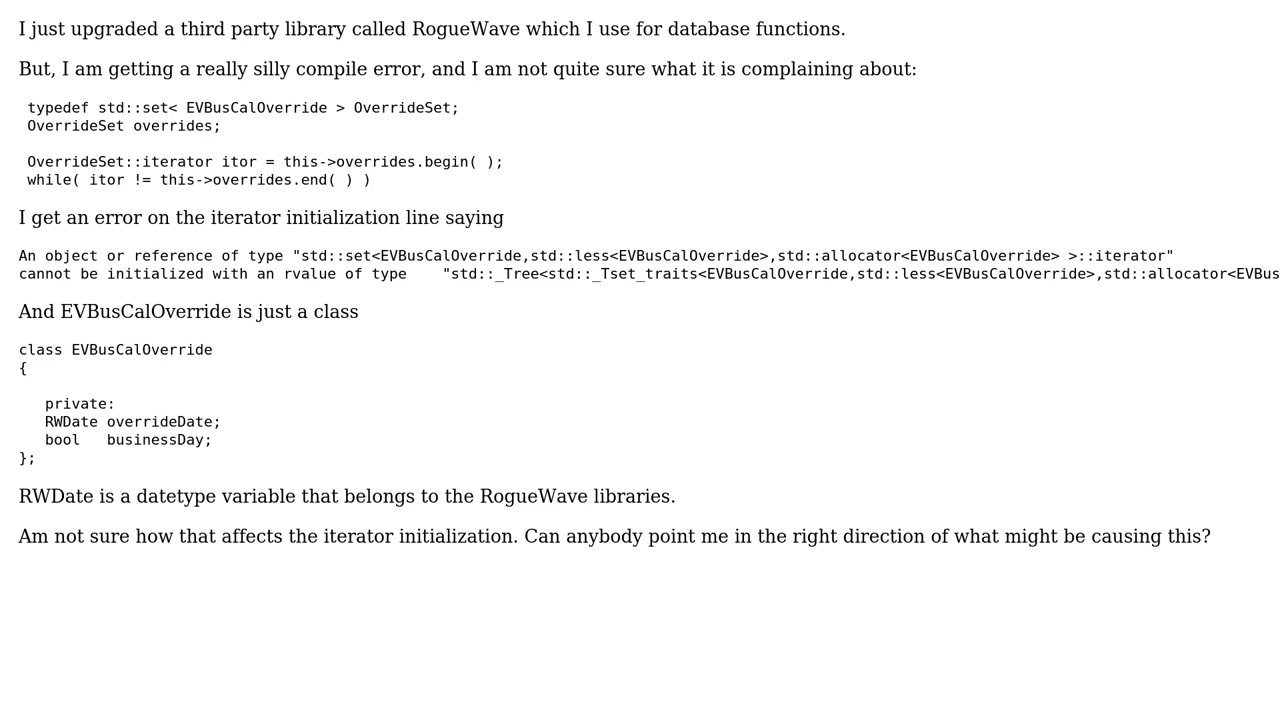 I just upgraded a third party library called RogueWave which I use for database functions.
But, I am getting a really silly compile error, and I am not quite sure what it is complaining about:
typedef std::set< EVBusCalOverride > OverrideSet;
OverrideSet overrides;
OverrideSet::iterator itor = this->overrides.begin( );
while( itor != this->overrides.end( ) )
I get an error on the iterator initialization line saying
An object or reference of type "std::set<EVBusCalOverride,std::less<EVBusCalOverride>,std::allocator<EVBusCalOverride> >::iterator"
cannot be initialized with an rvalue of type    "std::_Tree<std::_Tset_traits<EVBusCalOverride,std::less<EVBusCalOverride>,std::allocator<EVBus
And EVBusCalOverride is just a class
class EVBusCalOverride
{
private:
RWDate overrideDate;
bool   businessDay;
};
RWDate is a datetype variable that belongs to the RogueWave libraries.
Am not sure how that affects the iterator initialization. Can anybody point me in the right direction of what might be causing this?